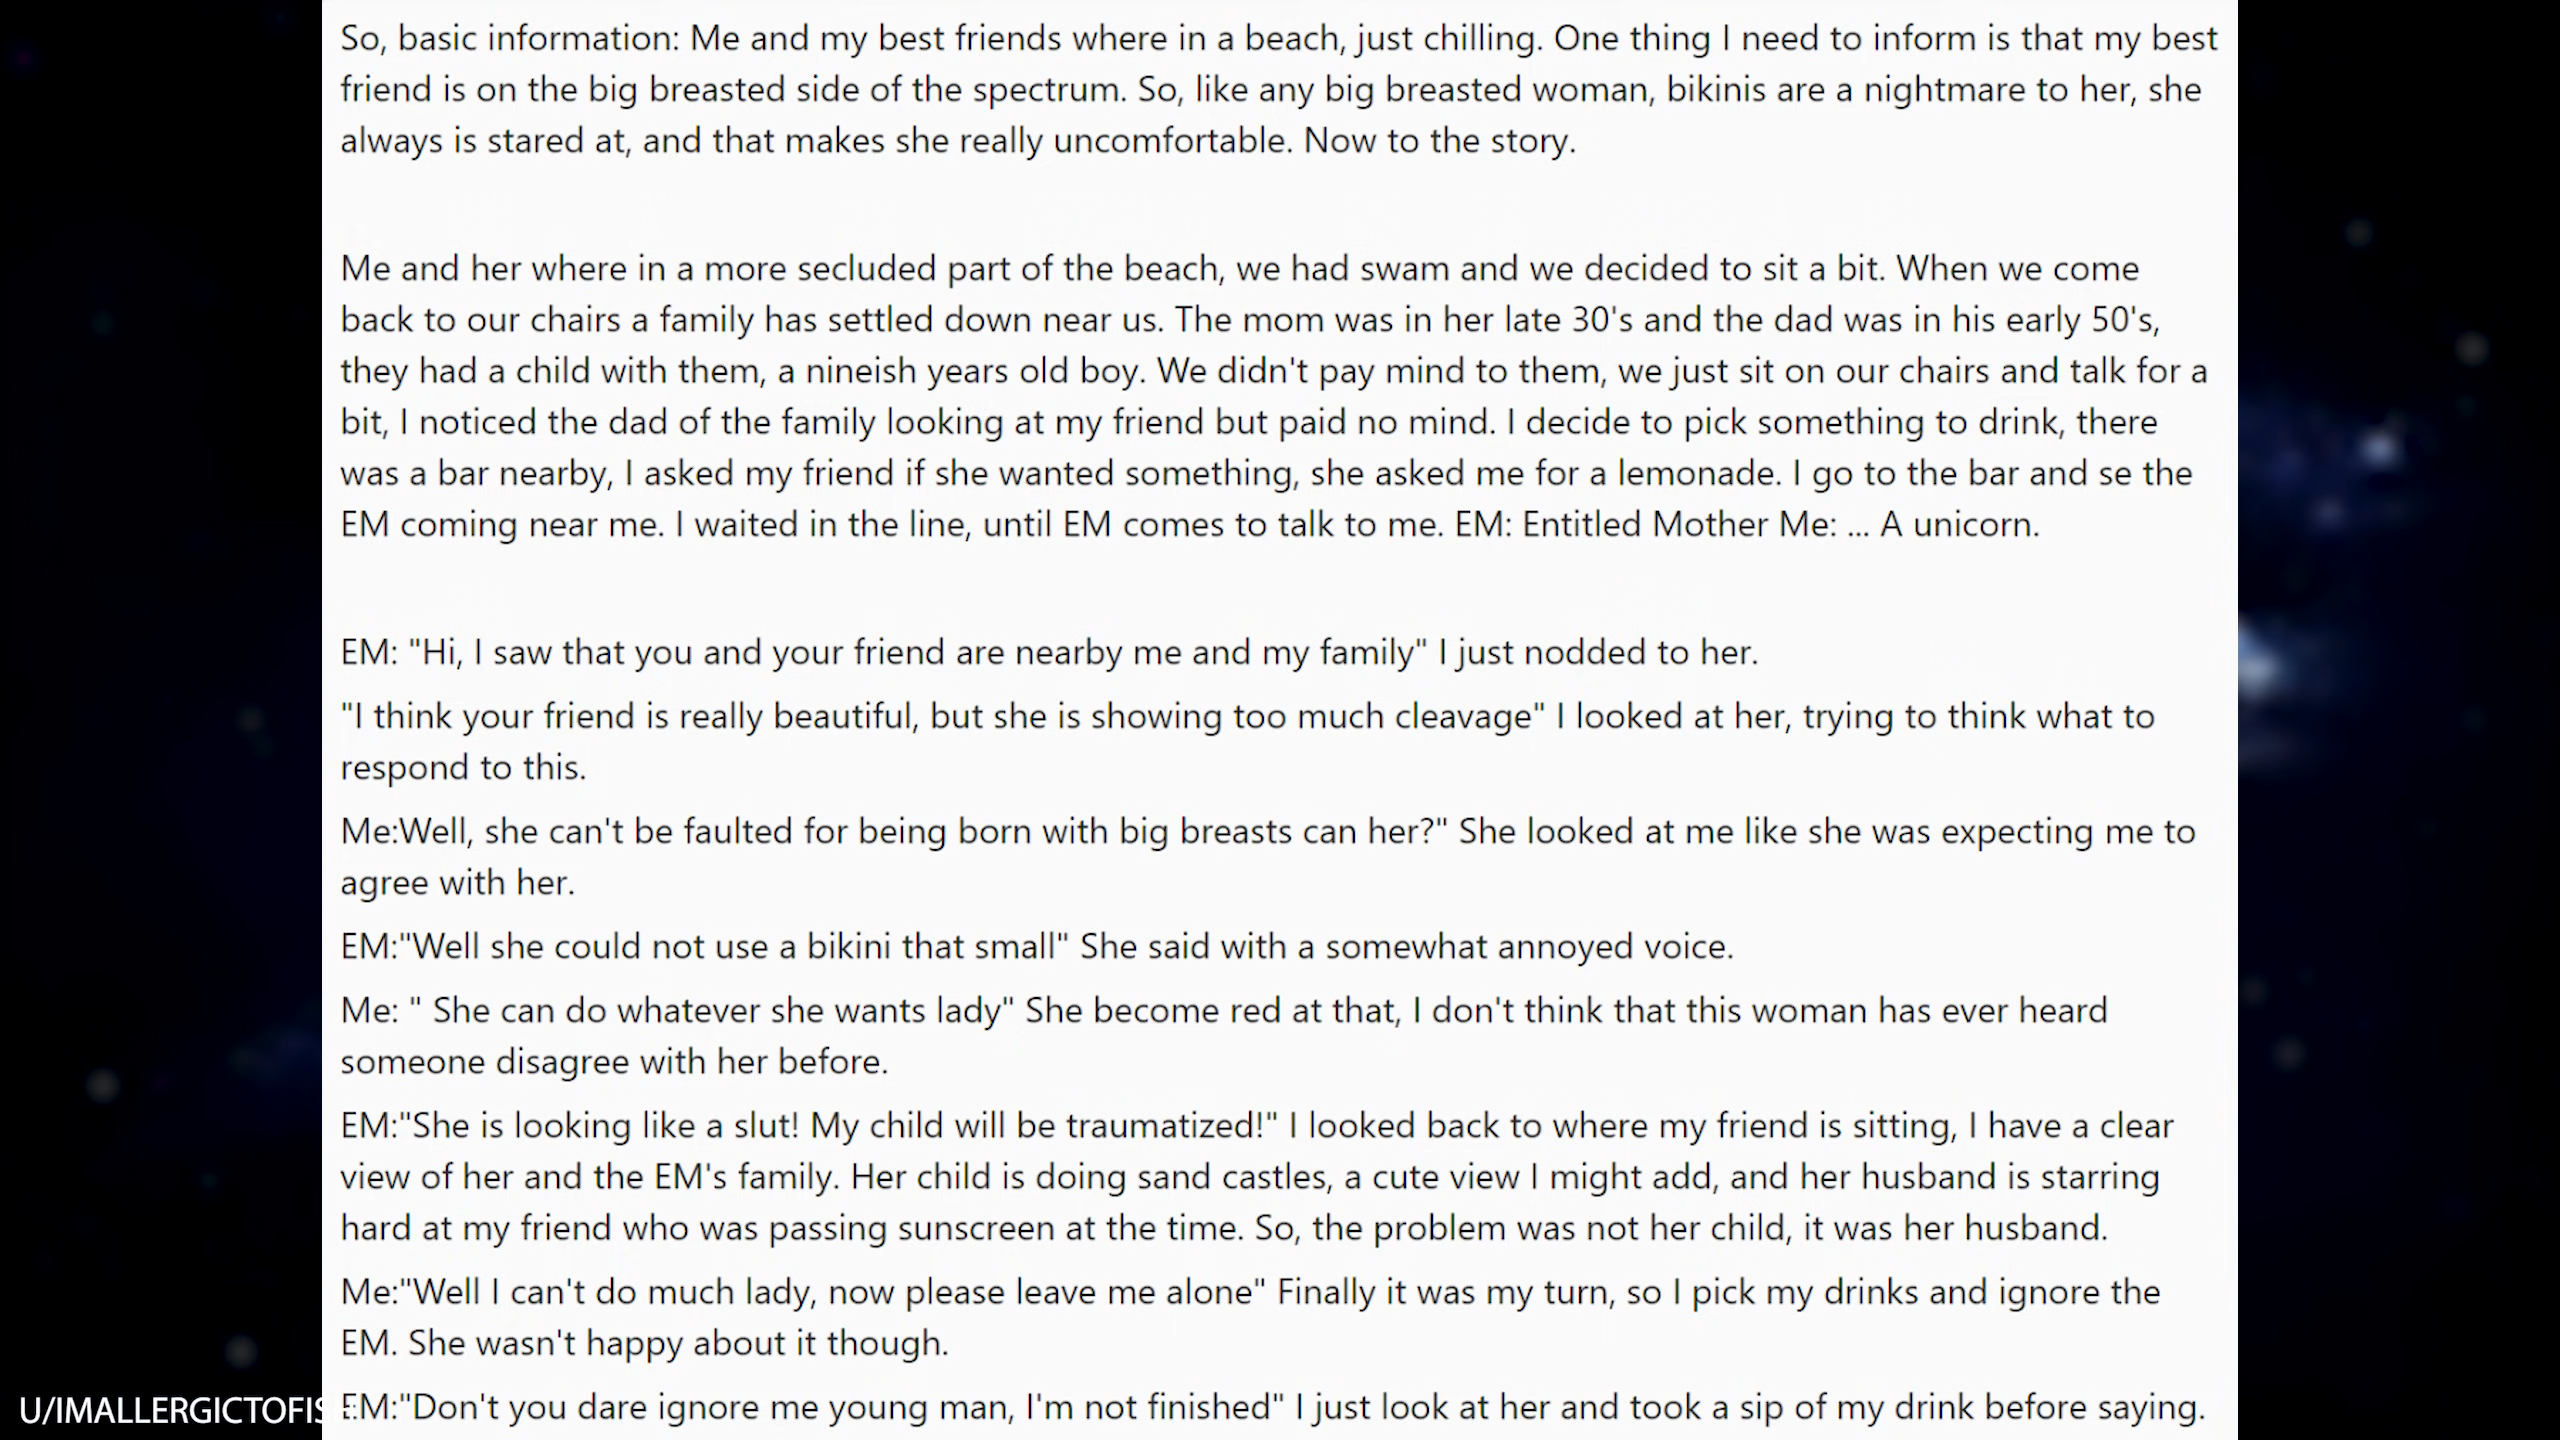 So, basic information: Me and my best friends where in a beach, just chilling. One thing I need to inform is that my best
friend is on the big breasted side of the spectrum. So, like any big breasted woman, bikinis are a nightmare to her, she
always is stared at, and that makes she really uncomfortable. Now to the story.
Me and her where in a more secluded part of the beach, we had swam and we decided to sit a bit. When we come
back to our chairs a family has settled down near us. The mom was in her late 30's and the dad was in his early 50's,
they had a child with them, a nineish years old boy. We didn't pay mind to them, we just sit on our chairs and talk for a
bit, I noticed the dad of the family looking at my friend but paid no mind. I decide to pick something to drink, there
was a bar nearby, I asked my friend if she wanted something, she asked me for a lemonade. I go to the bar and se the
EM coming near me. I waited in the line, until EM comes to talk to me. EM: Entitled Mother Me: ... A unicorn.
EM: "Hi, I saw that you and your friend are nearby me and my family" I just nodded to her.
"I think your friend is really beautiful, but she is showing too much cleavage" I looked at her, trying to think what to
respond to this.
Me:Well, she can't be faulted for being born with big breasts can her?" She looked at me like she was expecting me to
agree with her.
EM:"Well she could not use a bikini that small" She said with a somewhat annoyed voice.
Me: " She can do whatever she wants lady" She become red at that, I don't think that this woman has ever heard
someone disagree with her before.
EM:"She is looking like a slut! My child will be traumatized!" I looked back to where my friend is sitting, I have a clear
view of her and the EM's family. Her child is doing sand castles, a cute view I might add, and her husband is starring
hard at my friend who was passing sunscreen at the time. So, the problem was not her child, it was her husband.
Me:"Well I can't do much lady, now please leave me alone" Finally it was my turn, so I pick my drinks and ignore the
EM. She wasn't happy about it though.
EM:"Don't you dare ignore me young man, I'm not finished" I just look at her and took a sip of my drink before saying.